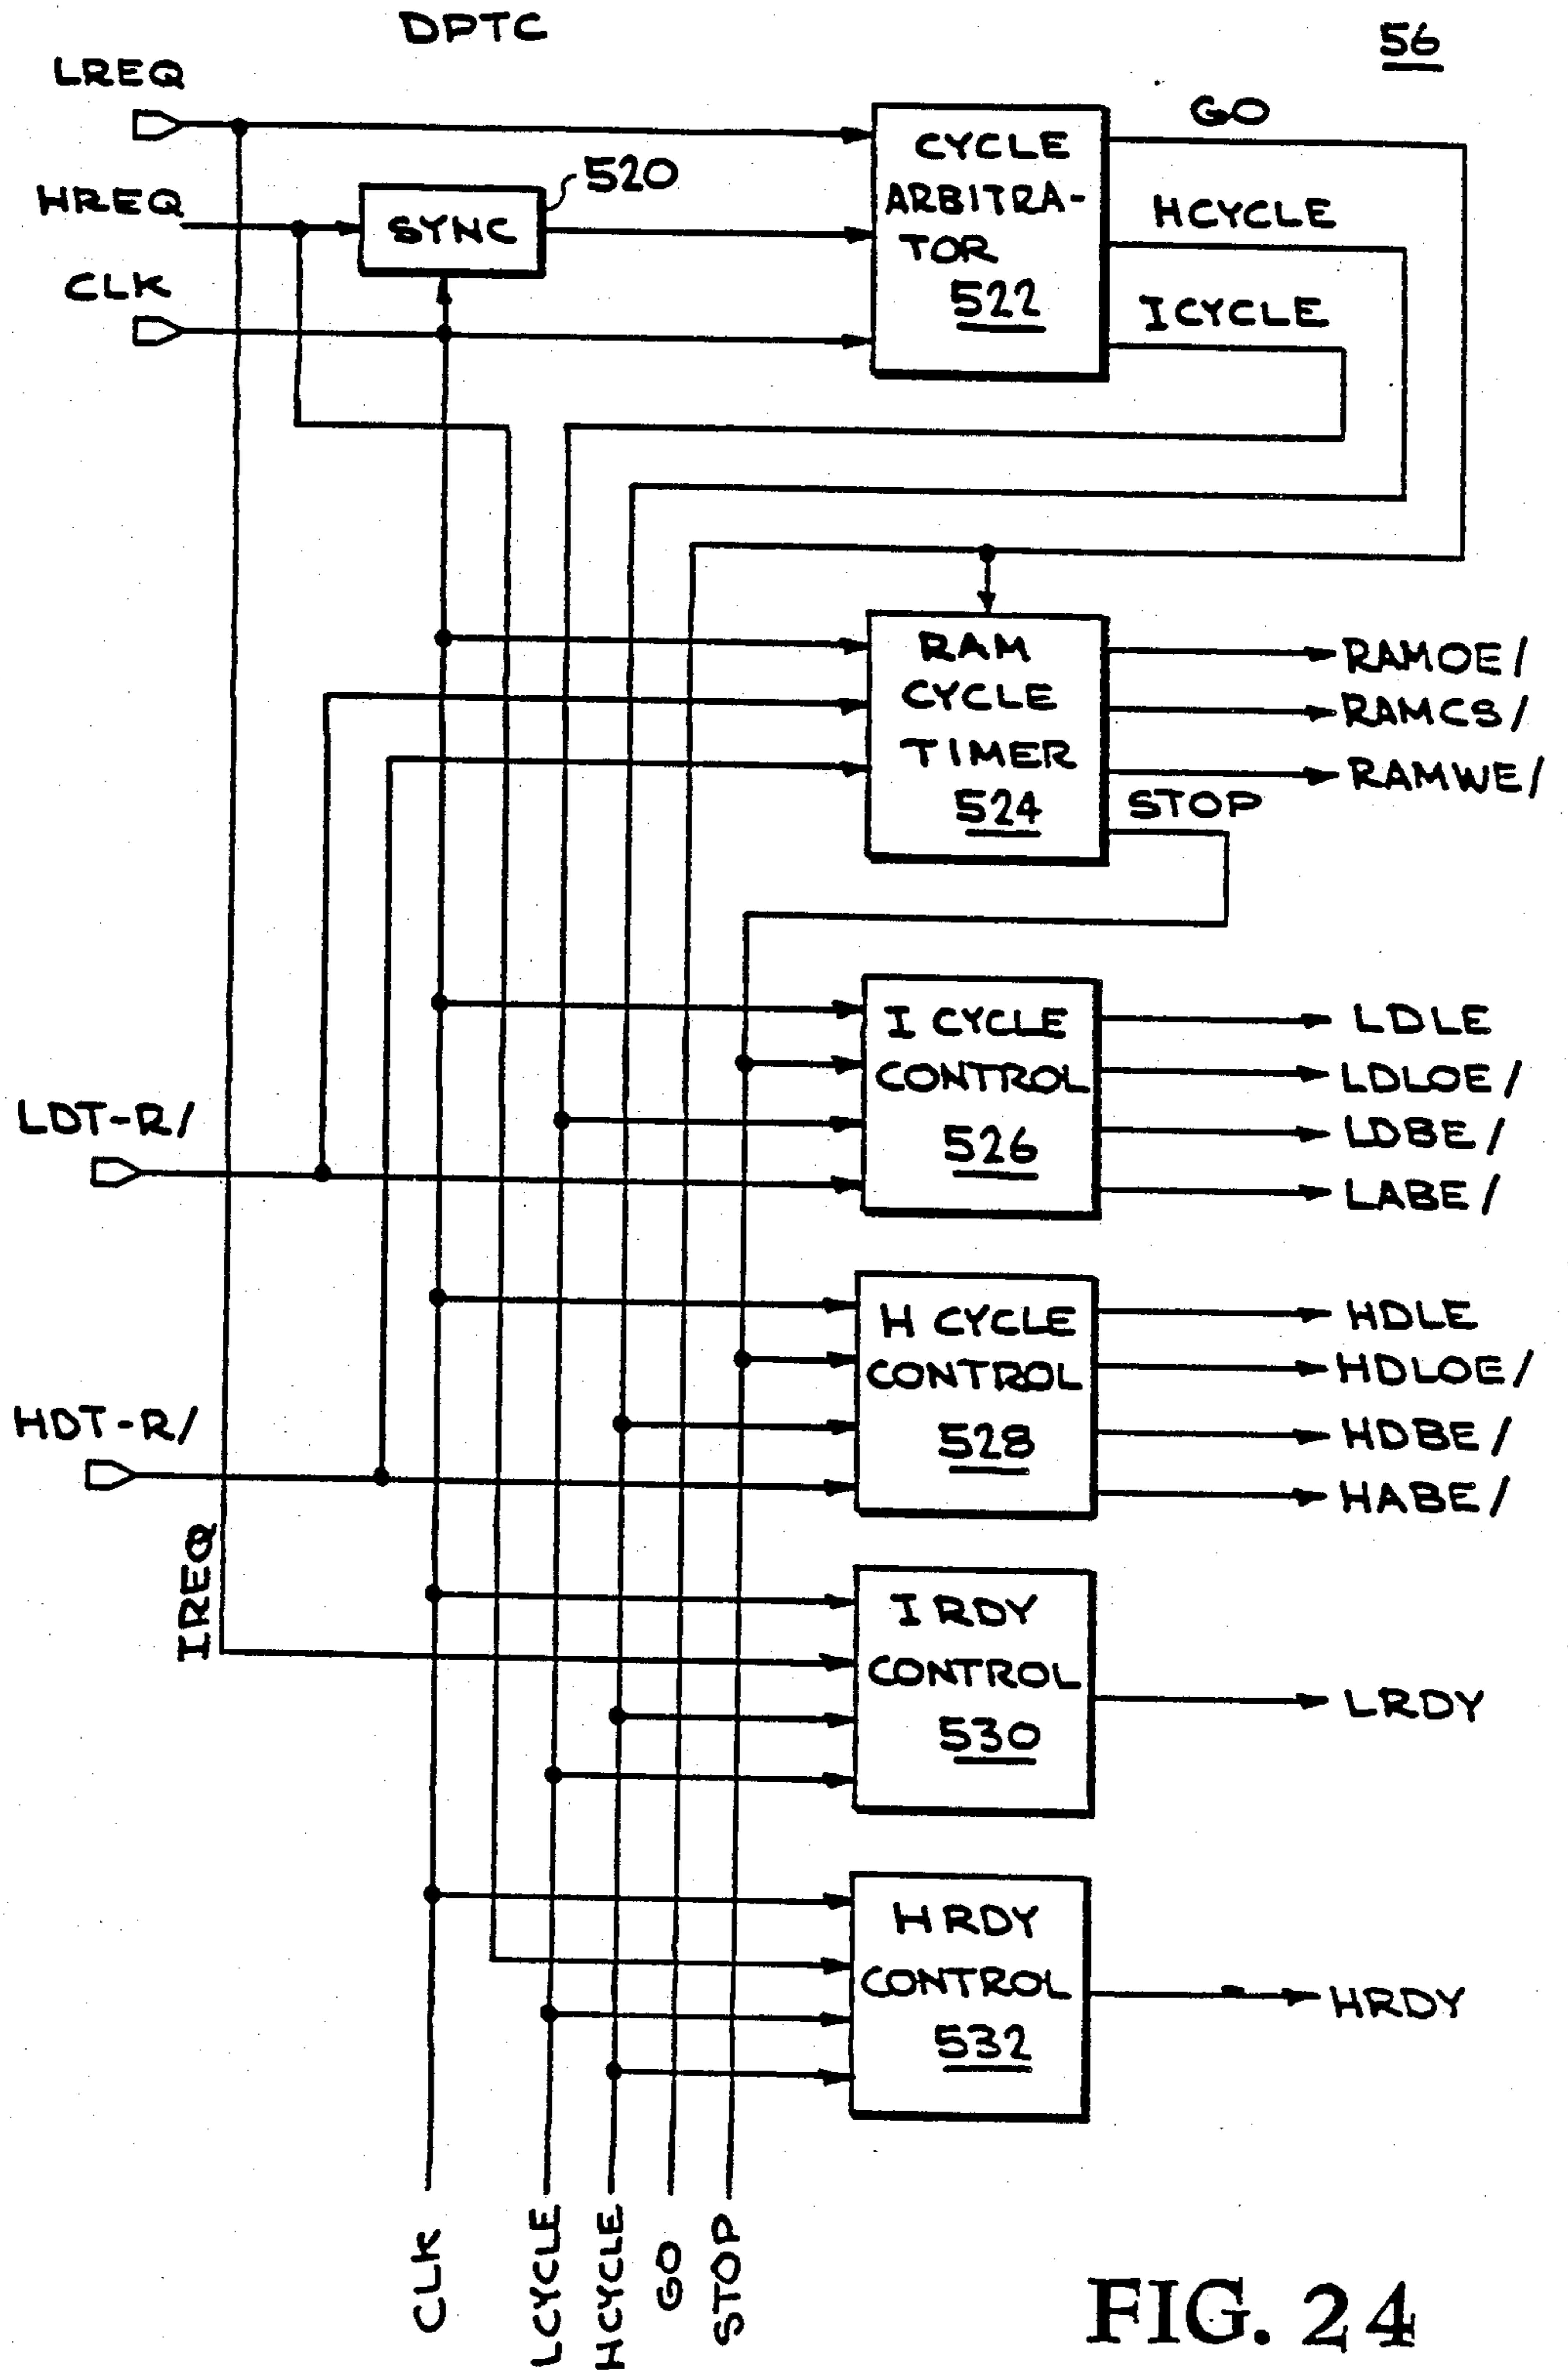 DPTC
56
LREQ
GO
CYCLE
ARBITRA-
TOR
522
HREQ
520
SYNC
HCYCLE
CLK
ICYCLE
RAM
CYCLE
TIMER
524
RAMOE/
RAMCS/
RAMWE/
STOP
I CYCLE
CONTROL
526
LDLE
LDLOE/
LDBE/
LABE/
LDT-R/
H CYCLE
CONTROL
528
HDLE
HDLOE/
HDBE/
HABE/
HDT-R/
IREQ
I RDY
CONTROL
530
LRDY
H RDY
CONTROL
532
HRDY
CLK
LCYCLE
HCYCLE
GO
STOP
FIG. 24